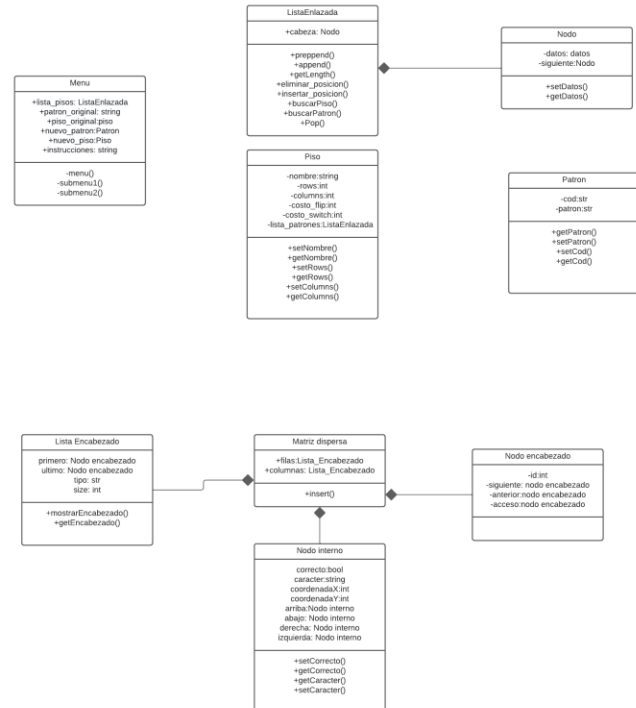 ListaEnlazada
+cabeza: Nodo
+preppend()
+append()
+getLength()
+eliminar_posicion()
+insertar_posicion()
+buscarPiso()
+buscarPatron()
+Pop()
Nodo
-datos: datos
-siguiente:Nodo
+setDatos()
+getDatos()
Menu
+lista_pisos: ListaEnlazada
+patron_original: string
+piso_original:piso
+nuevo_patron:Patron
+nuevo_piso:Piso
+instrucciones: string
-menu()
-submenu1()
-submenu2()
Piso
-nombre:string
-rows:int
-columns:int
-costo_flip:int
-costo_switch:int
-lista_patrones:ListaEnlazada
+setNombre()
+getNombre()
+setRows()
+getRows()
+setColumns()
+getColumns()
Patron
-cod:str
-patron:str
+getPatron()
+setPatron()
+setCod()
+getCod()
Lista Encabezado
primero: Nodo encabezado
ultimo: Nodo encabezado
tipo: str
size: int
+mostrarEncabezado()
+getEncabezado()
Matriz dispersa
+filas:Lista_Encabezado
+columnas: Lista_Encabezado
+insert()
Nodo encabezado
-id:int
-siguiente: nodo encabezado
-anterior:nodo encabezado
-acceso:nodo encabezado
Nodo interno
correcto:bool
caracter:string
coordenadaX:int
coordenadaY:int
arriba:Nodo interno
abajo: Nodo interno
derecha: Nodo interno
izquierda: Nodo interno
+setCorrecto()
+getCorrecto()
+getCaracter()
+setCaracter()